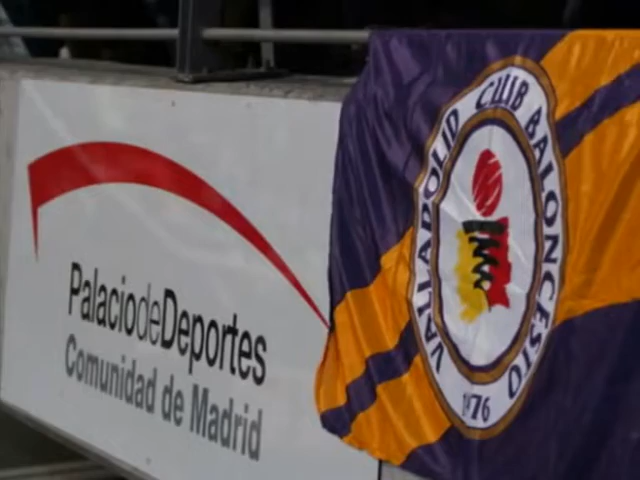 PalaciodeDeportes
Comunidad de Madrid
VALLADOLID CLUB BALONCESTO
1976